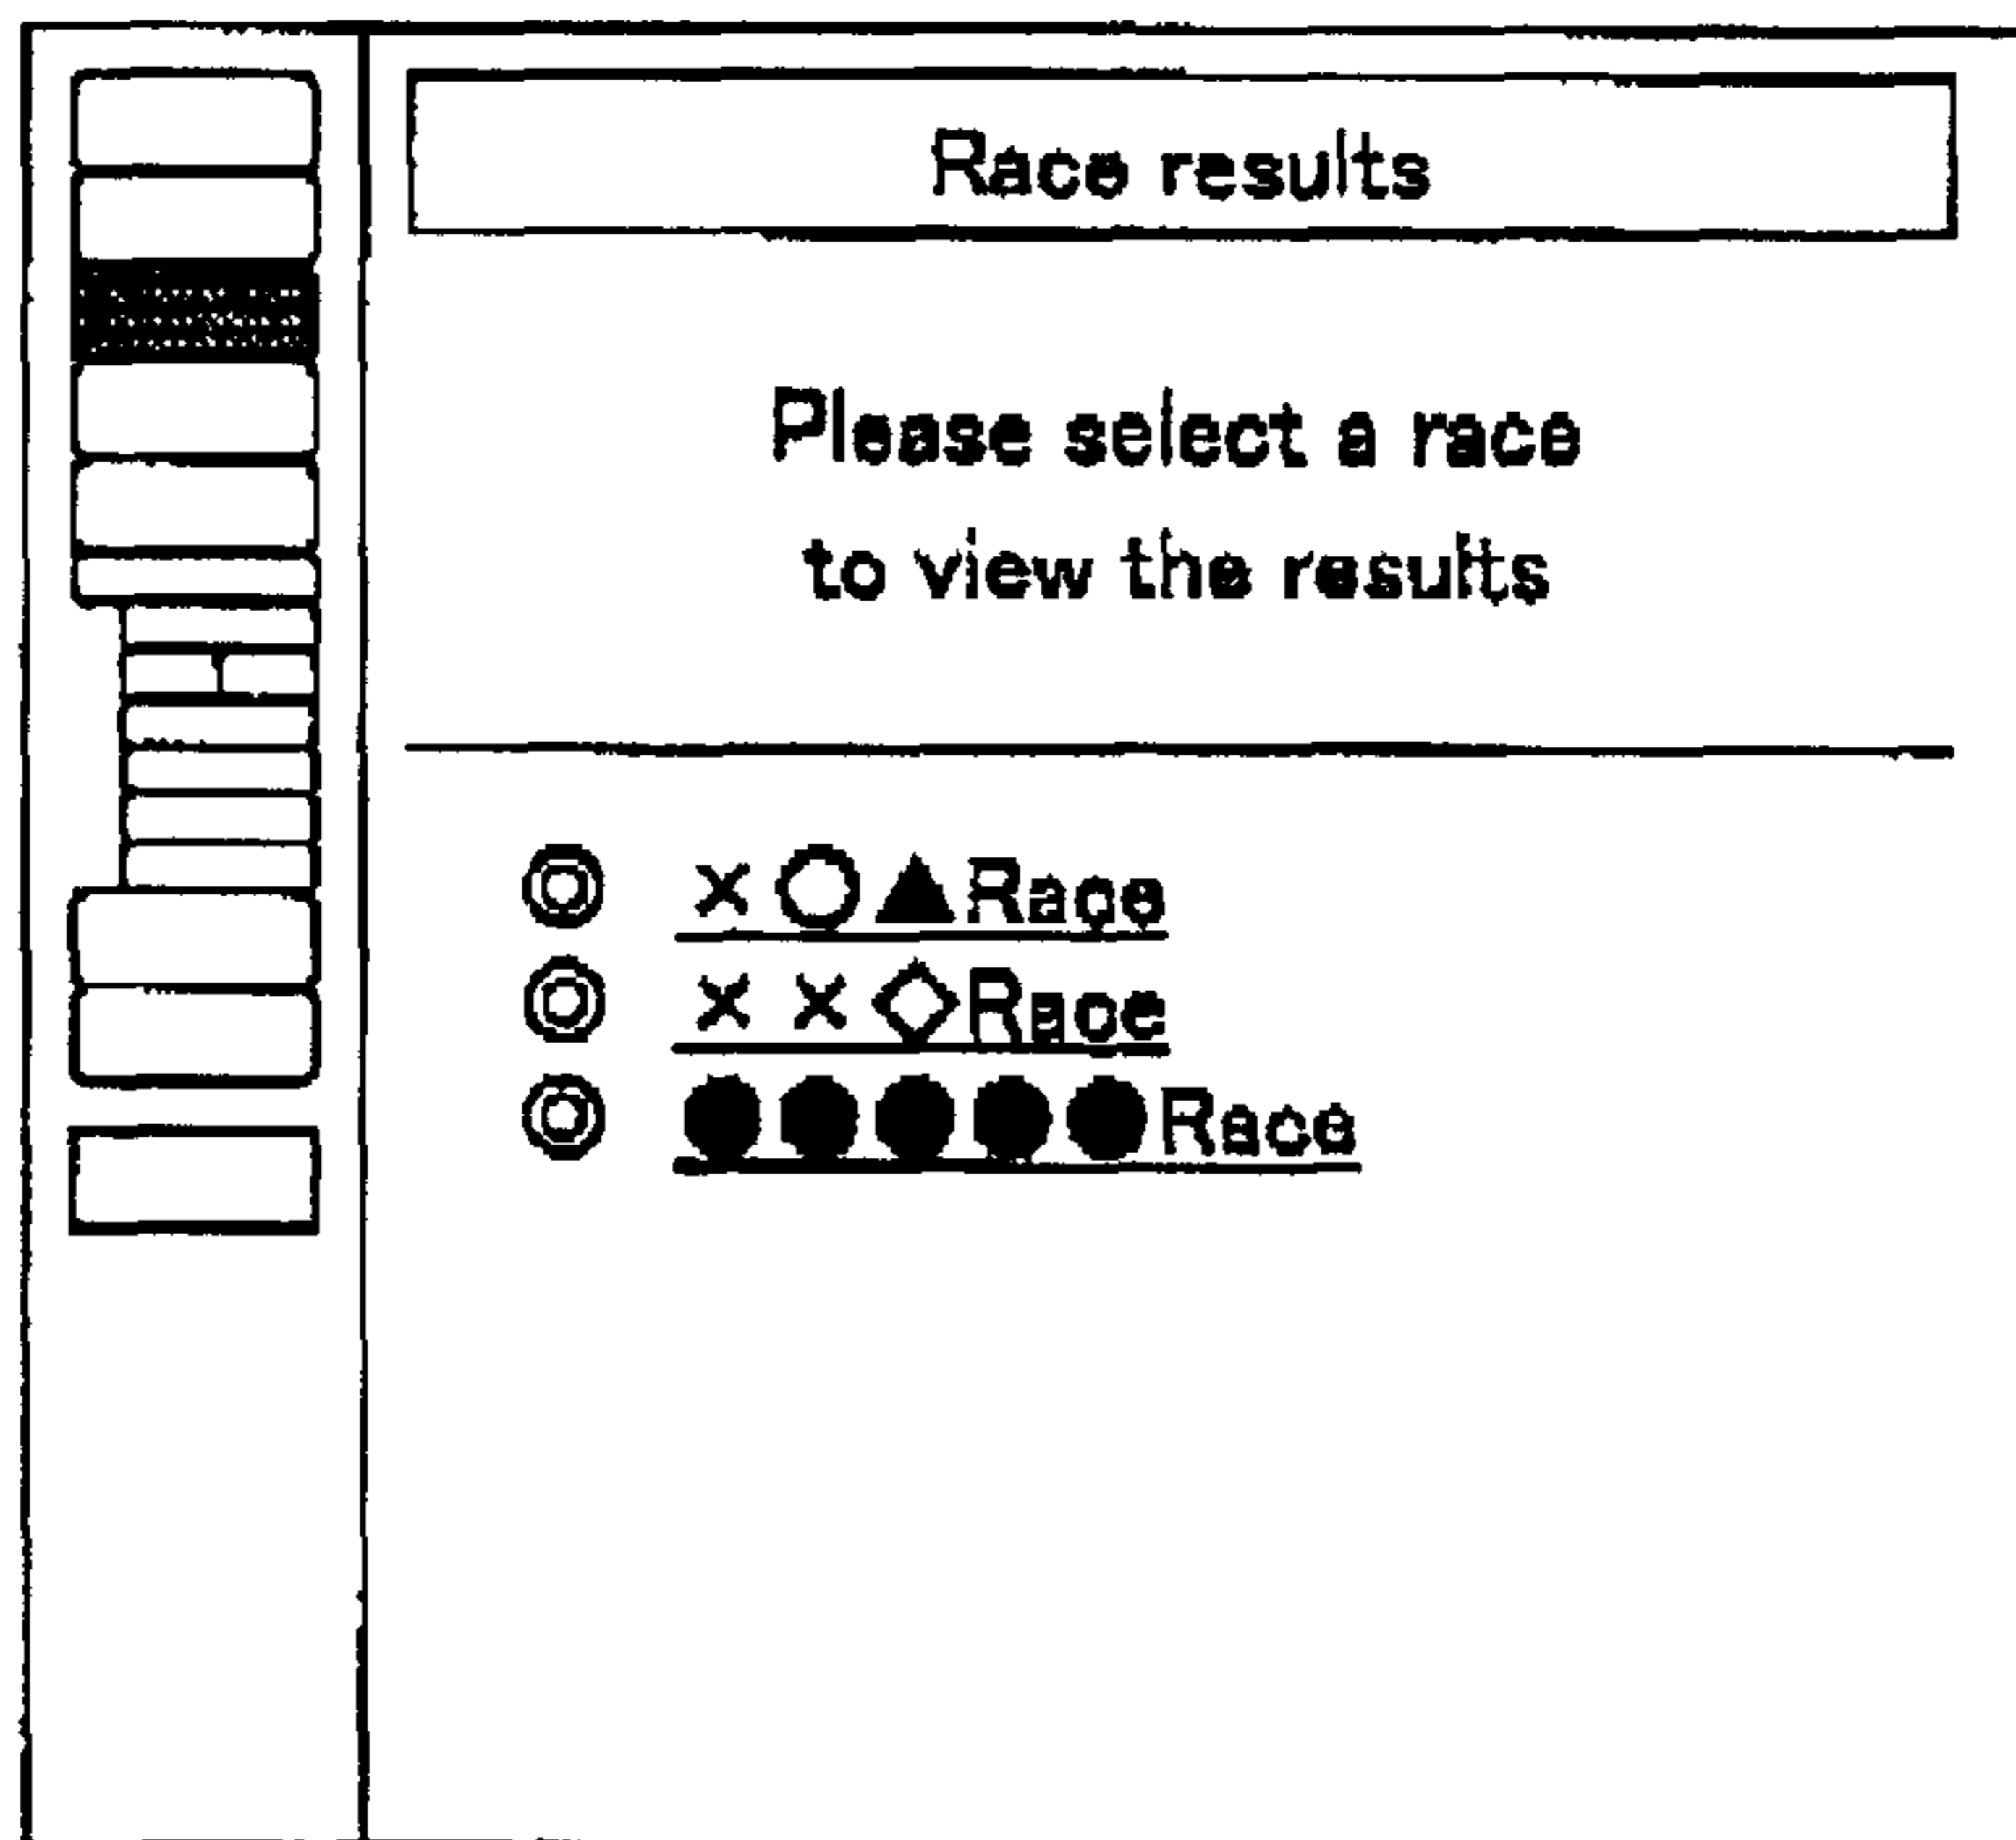 Race results
Please select a race
to view the results
◎ ×○▲Race
◎ ××◇Race
◎ ●●●●●Race